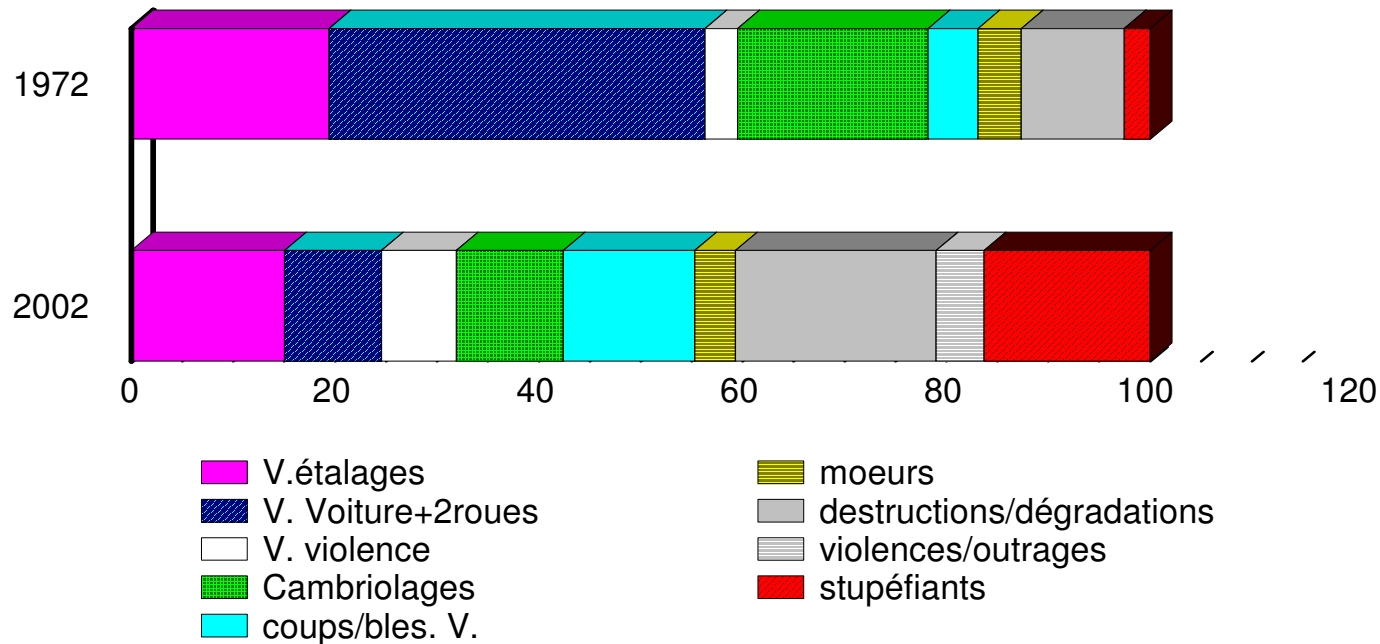 1972
2002
0 20 40 60 80 100 120
V.étalages
V. Voiture+2roues
V. violence
Cambriolages
coups/bles. V.
moeurs
destructions/dégradations
violences/outrages
stupéfiants